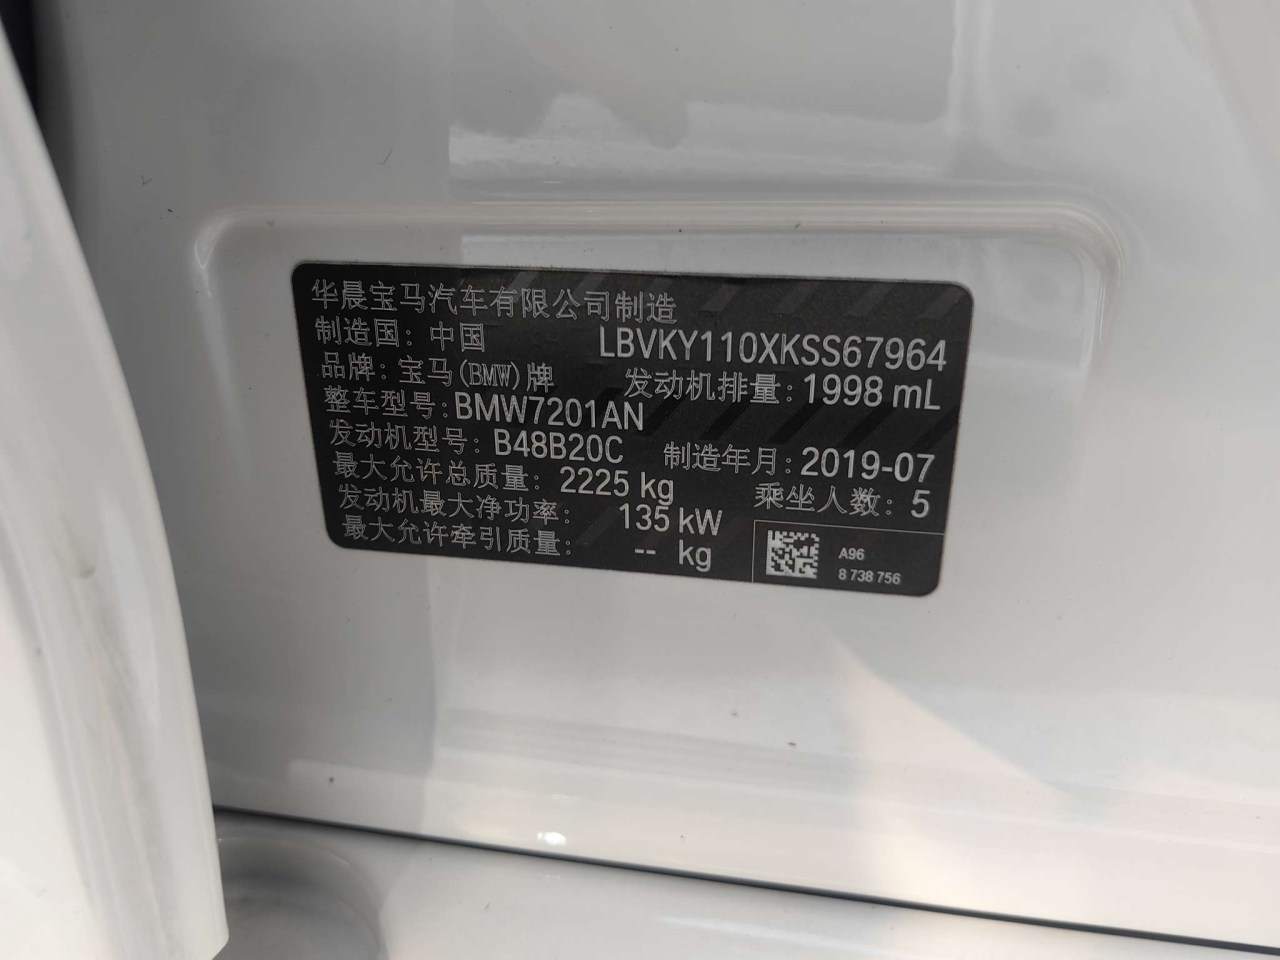 华晨宝马汽车有限公司制造
制造国：中国 LBVKY110XKSS67964
品牌：宝马(BMW)牌 发动机排量：1998 mL
整车型号：BMW7201AN
发动机型号：B48B20C 制造年月：2019-07
最大允许总质量：2225 kg 乘坐人数：5
发动机最大净功率：135 kW
最大允许牵引质量：-- kg
A96
8 738 756